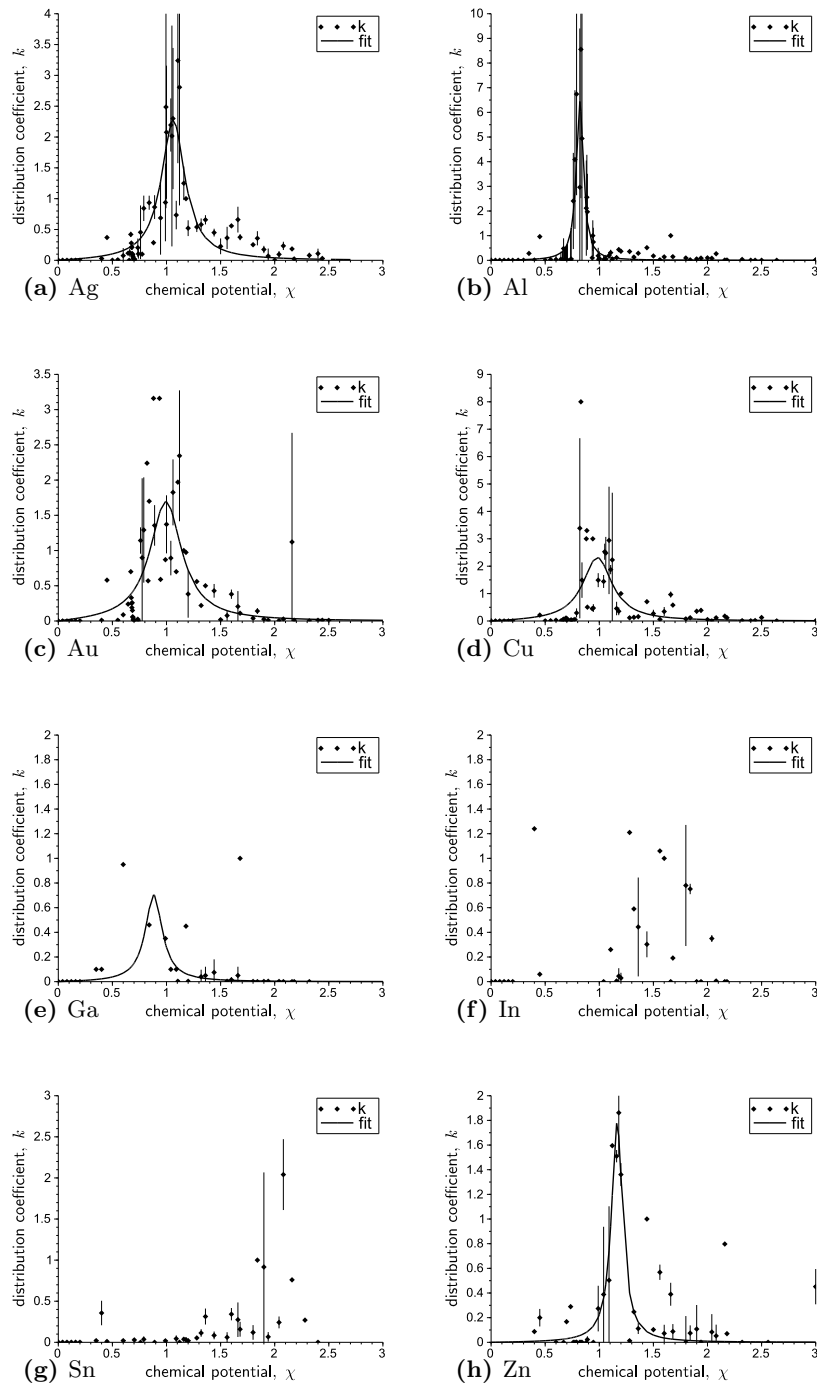 4
3.5
3
2.5
2
1.5
1
0.5
0
distribution coefficient, k
k
fit
0 0.5 1 1.5 2 2.5 3
chemical potential, χ
(a) Ag
10
9
8
7
6
5
4
3
2
1
0
distribution coefficient, k
k
fit
0 0.5 1 1.5 2 2.5 3
chemical potential, χ
(b) Al
3.5
3
2.5
2
1.5
1
0.5
0
distribution coefficient, k
k
fit
0 0.5 1 1.5 2 2.5 3
chemical potential, χ
(c) Au
9
8
7
6
5
4
3
2
1
0
distribution coefficient, k
k
fit
0 0.5 1 1.5 2 2.5 3
chemical potential, χ
(d) Cu
2
1.8
1.6
1.4
1.2
1
0.8
0.6
0.4
0.2
0
distribution coefficient, k
k
fit
0 0.5 1 1.5 2 2.5 3
chemical potential, χ
(e) Ga
2
1.8
1.6
1.4
1.2
1
0.8
0.6
0.4
0.2
0
distribution coefficient, k
k
fit
0 0.5 1 1.5 2 2.5 3
chemical potential, χ
(f) In
3
2.5
2
1.5
1
0.5
0
distribution coefficient, k
k
fit
0 0.5 1 1.5 2 2.5 3
chemical potential, χ
(g) Sn
2
1.8
1.6
1.4
1.2
1
0.8
0.6
0.4
0.2
0
distribution coefficient, k
k
fit
0 0.5 1 1.5 2 2.5 3
chemical potential, χ
(h) Zn